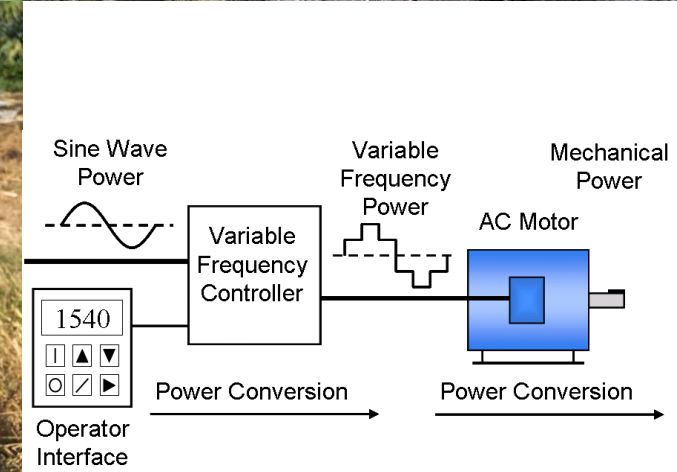 Sine Wave
Power
Variable
Frequency
Power
Mechanical
Power
AC Motor
Variable
Frequency
Controller
1540
Power Conversion
Power Conversion
Operator
Interface